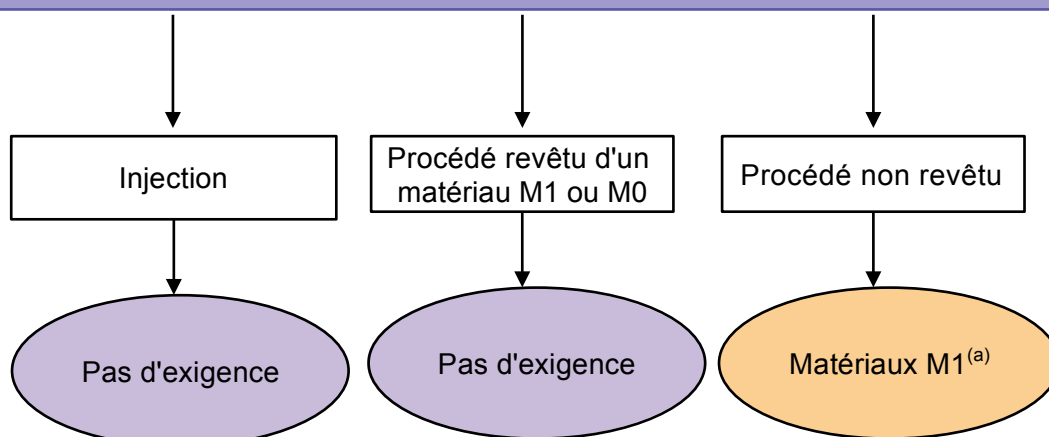 Injection
Procédé revêtu d'un
matériau M1 ou M0
Procédé non revêtu
Pas d'exigence
Pas d'exigence
Matériaux M1(a)